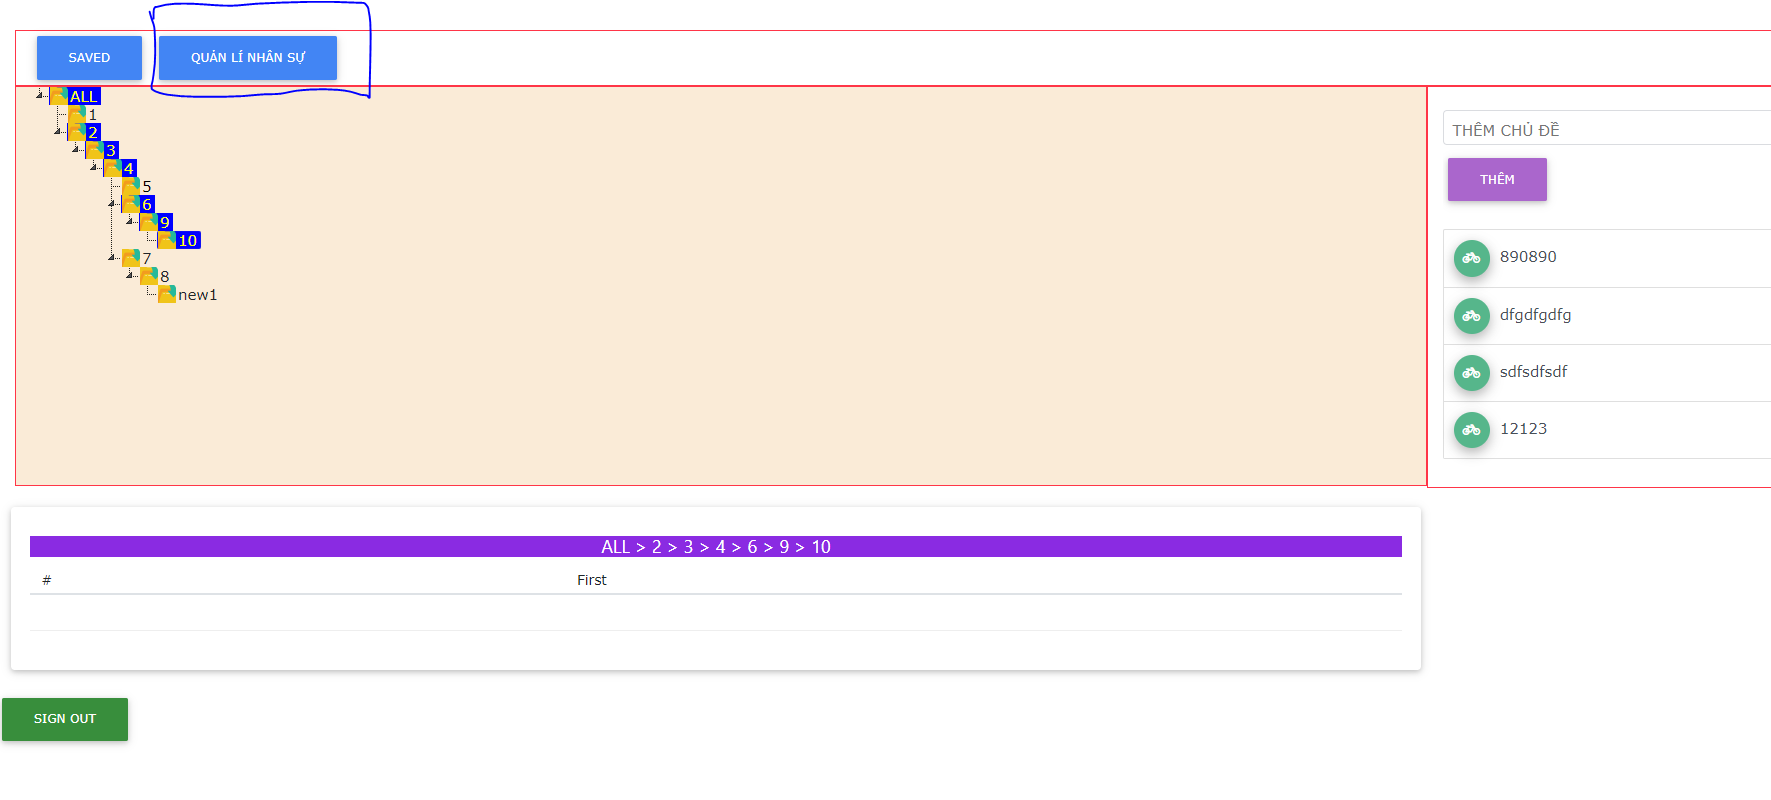 SAVED
QUẢN LÍ NHÂN SỰ
ALL
1
2
3
4
5
6
9
10
7
8
new1
THÊM CHỦ ĐỀ
THÊM
890890
dfgdfgdfg
sdfsdfsdf
12123
ALL > 2 > 3 > 4 > 6 > 9 > 10
# First
SIGN OUT